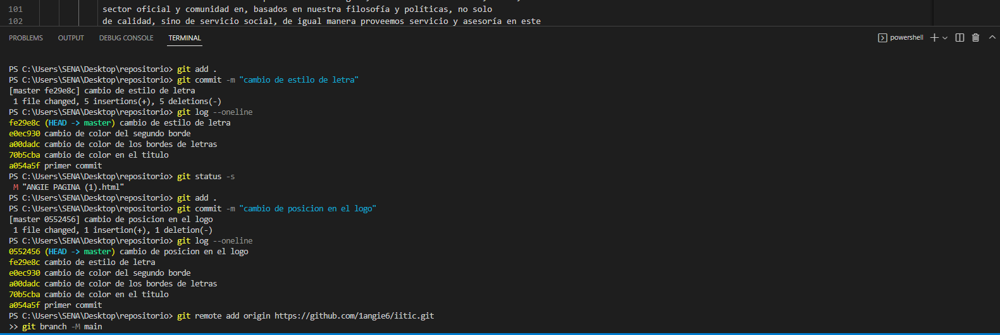 101 sector oficial y comunidad en, basados en nuestra filosofía y políticas, no solo
102 de calidad, sino de servicio social, de igual manera proveemos servicio y asesoría en este
PROBLEMS OUTPUT DEBUG CONSOLE TERMINAL powershell
PS C:\Users\SENA\Desktop\repositorio> git add .
PS C:\Users\SENA\Desktop\repositorio> git commit -m "cambio de estilo de letra"
[master fe29e8c] cambio de estilo de letra
1 file changed, 5 insertions(+), 5 deletions(-)
PS C:\Users\SENA\Desktop\repositorio> git log --oneline
fe29e8c (HEAD -> master) cambio de estilo de letra
e0ec930 cambio de color del segundo borde
a00dadc cambio de color de los bordes de letras
70b5cba cambio de color en el titulo
a054a5f primer commit
PS C:\Users\SENA\Desktop\repositorio> git status -s
M "ANGIE PAGINA (1).html"
PS C:\Users\SENA\Desktop\repositorio> git add .
PS C:\Users\SENA\Desktop\repositorio> git commit -m "cambio de posicion en el logo"
[master 0552456] cambio de posicion en el logo
1 file changed, 1 insertion(+), 1 deletion(-)
PS C:\Users\SENA\Desktop\repositorio> git log --oneline
0552456 (HEAD -> master) cambio de posicion en el logo
fe29e8c cambio de estilo de letra
e0ec930 cambio de color del segundo borde
a00dadc cambio de color de los bordes de letras
70b5cba cambio de color en el titulo
a054a5f primer commit
PS C:\Users\SENA\Desktop\repositorio> git remote add origin https://github.com/1angie6/iitic.git
>> git branch -M main